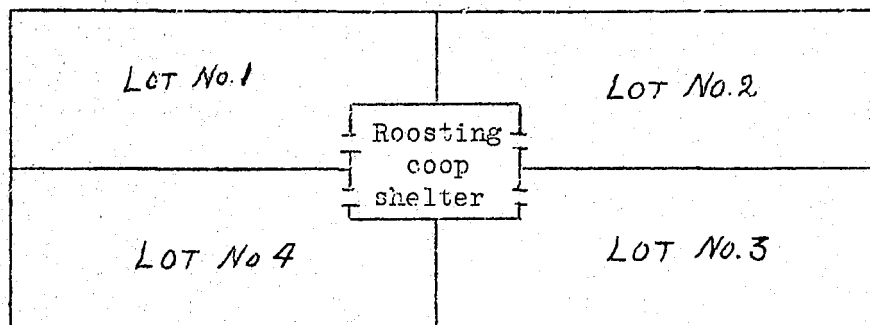 LOT No.1
LOT No.2
Roosting
coop
shelter
LOT No 4
LOT No.3